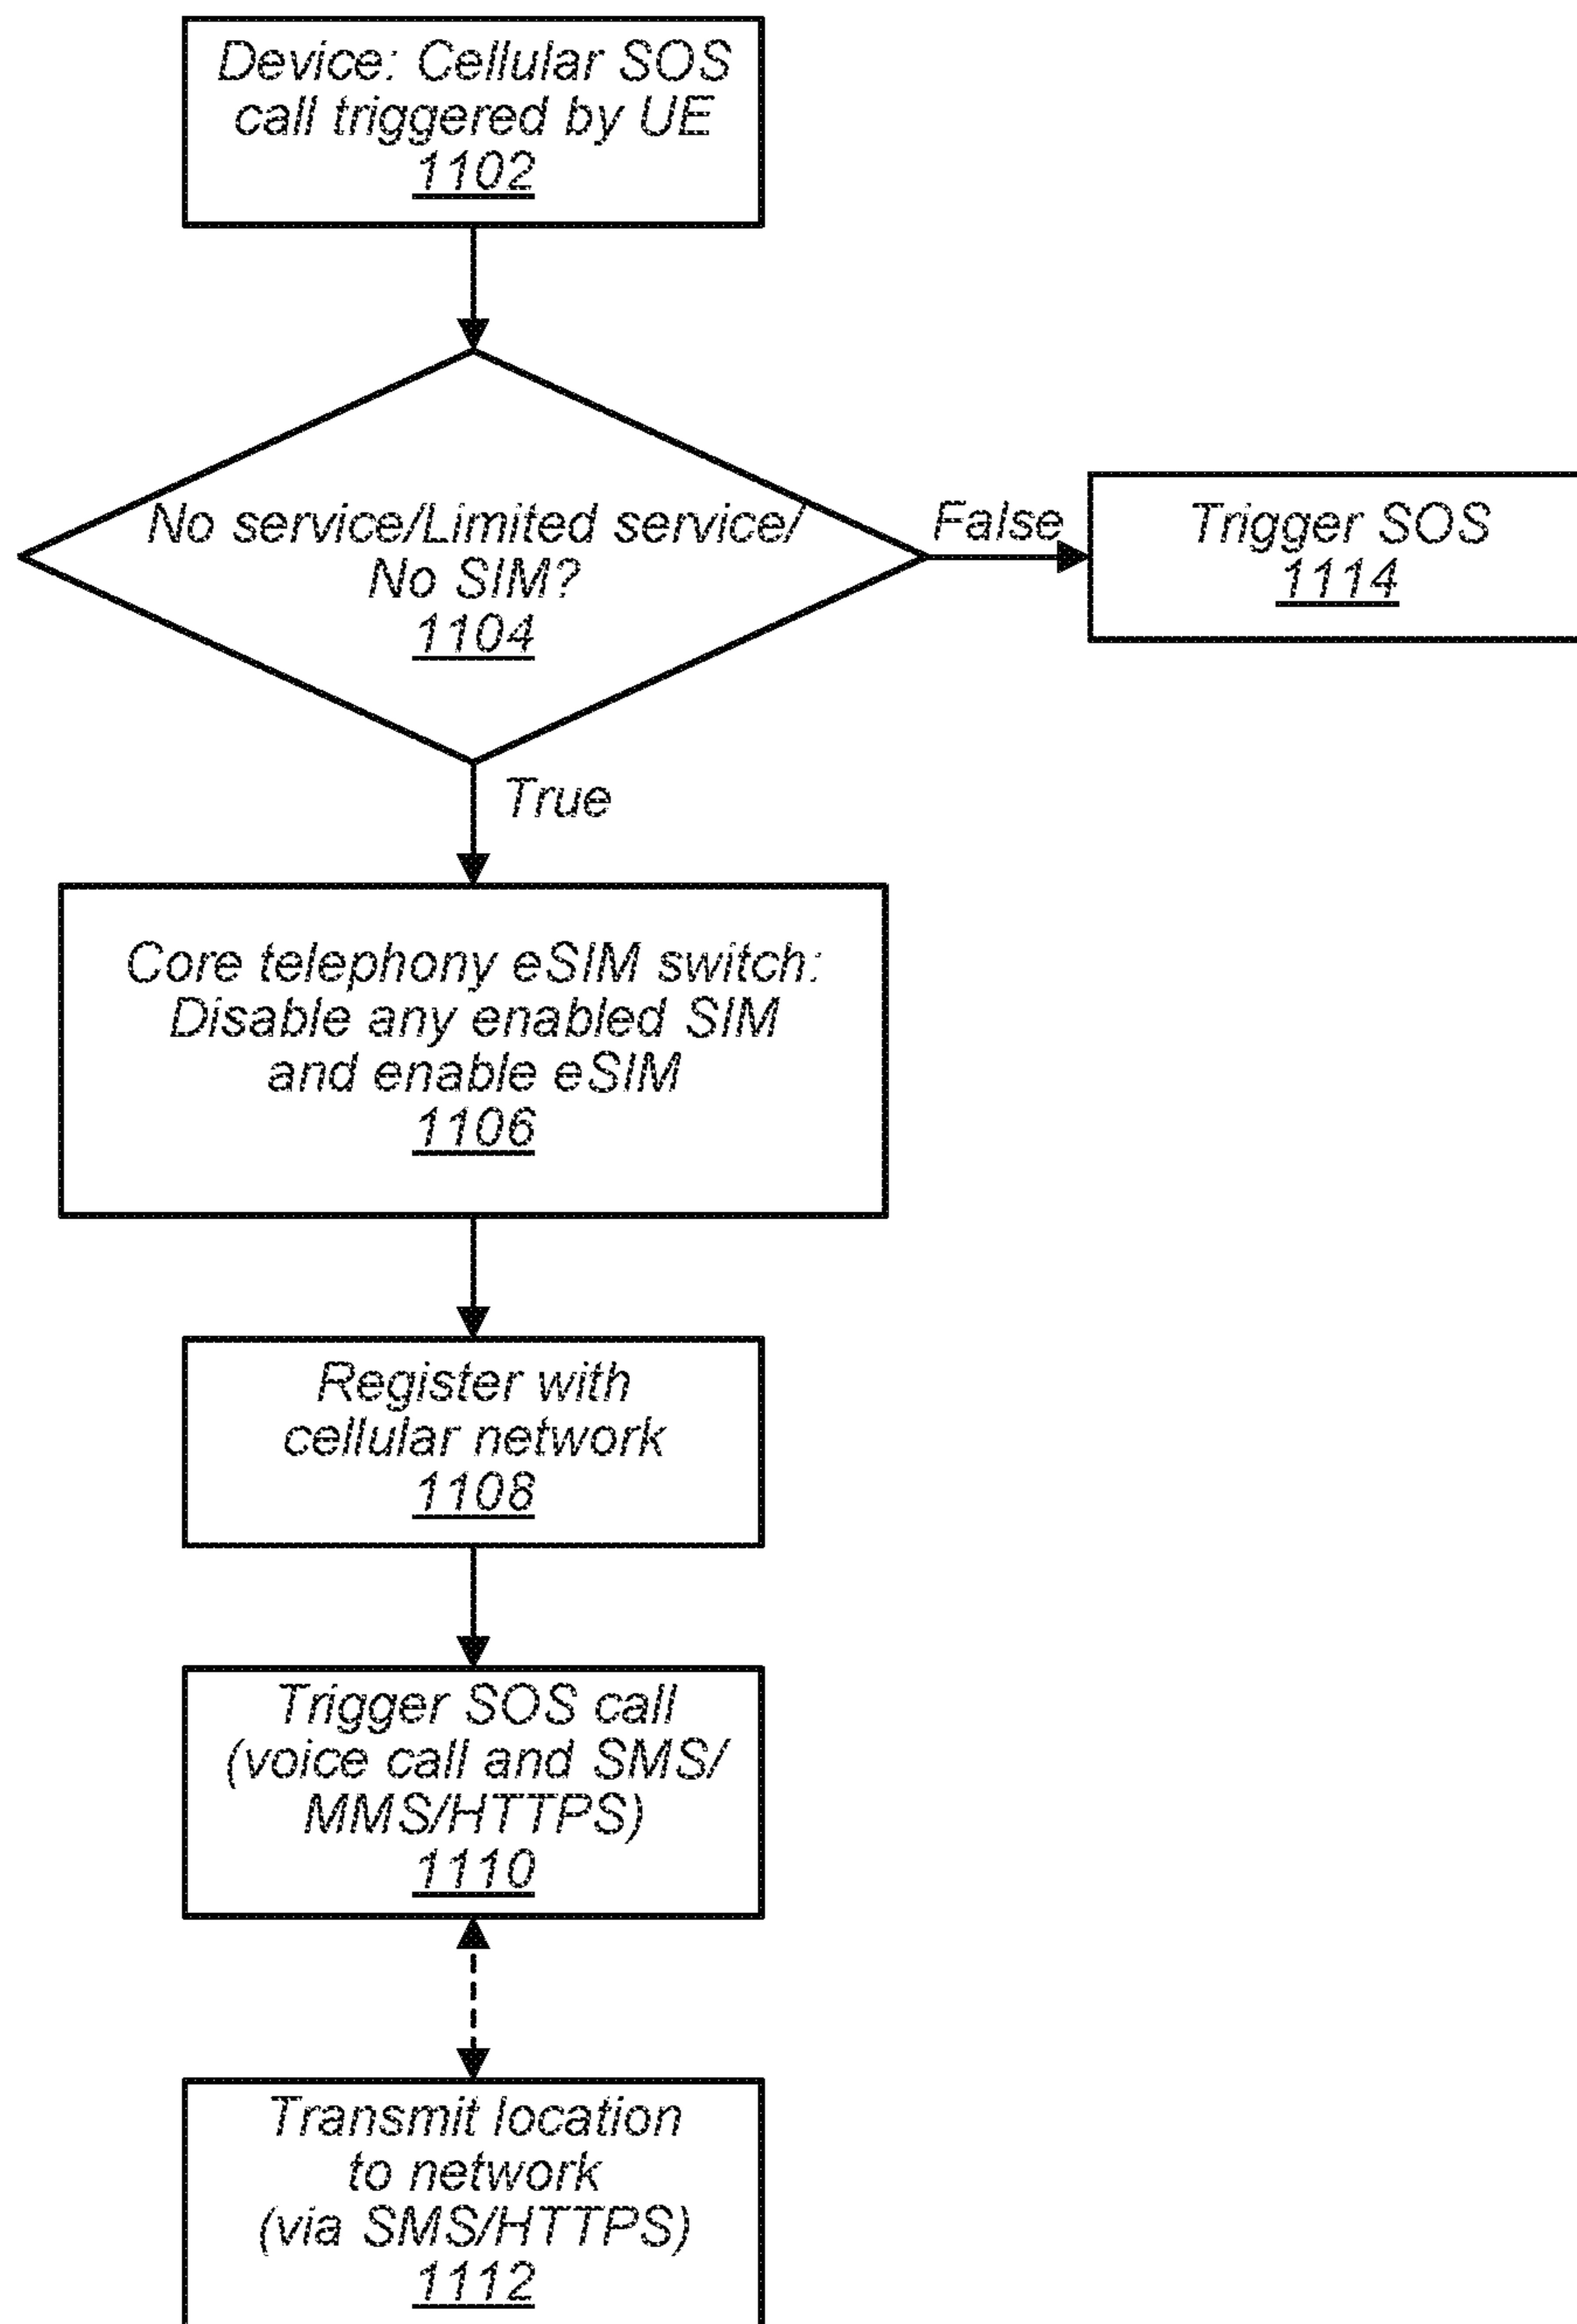 Device: Cellular SOS
call triggered by UE
1102
No service/Limited service/
No SIM?
1104
False
Trigger SOS
1114
True
Core telephony eSIM switch:
Disable any enabled SIM
and enable eSIM
1106
Register with
cellular network
1108
Trigger SOS call
(voice call and SMS/
MMS/HTTPS)
1110
Transmit location
to network
(via SMS/HTTPS)
1112